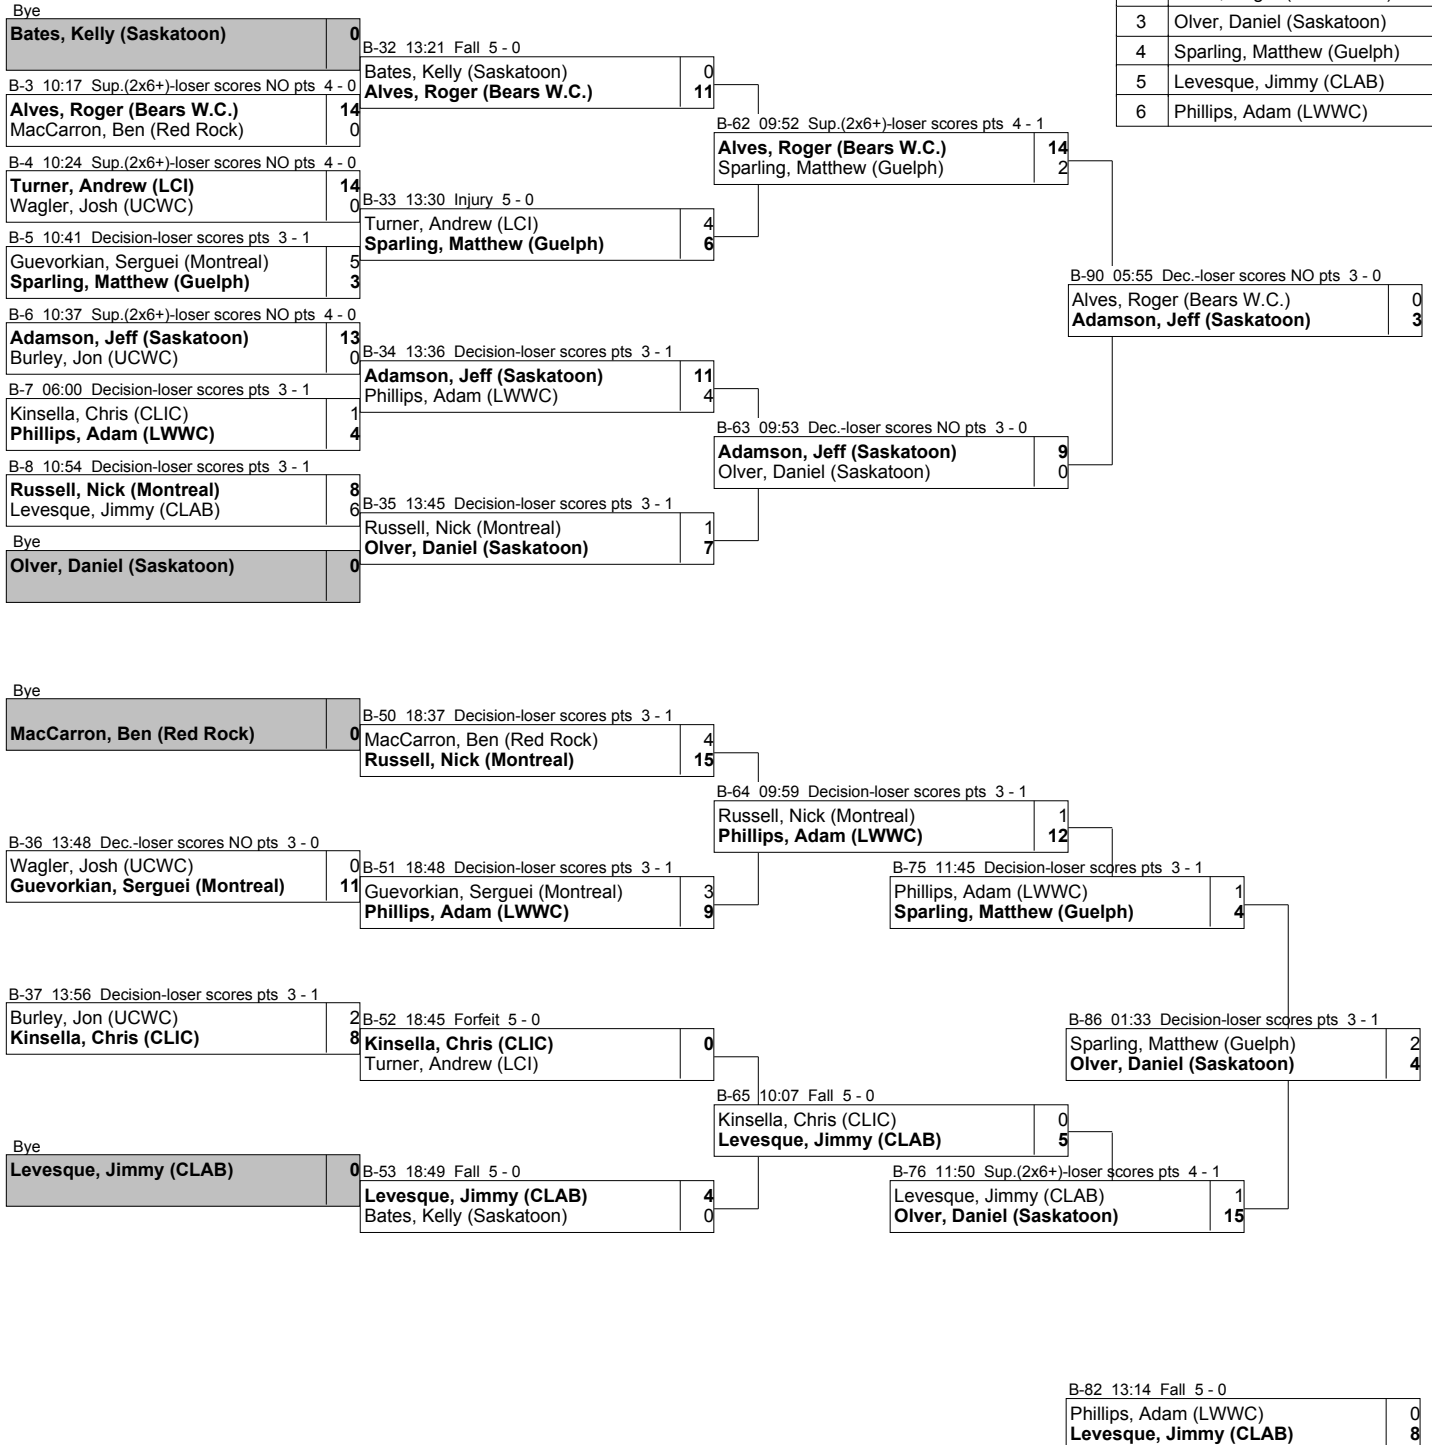 Bye
Bates, Kelly (Saskatoon) 0
B-3 10:17 Sup.(2x6+)-loser scores NO pts 4 - 0
Alves, Roger (Bears W.C.) 14
MacCarron, Ben (Red Rock) 0
B-4 10:24 Sup.(2x6+)-loser scores NO pts 4 - 0
Turner, Andrew (LCI) 14
Wagler, Josh (UCWC) 0
B-5 10:41 Decision-loser scores pts 3 - 1
Guevorkian, Serguei (Montreal) 5
Sparling, Matthew (Guelph) 3
B-6 10:37 Sup.(2x6+)-loser scores NO pts 4 - 0
Adamson, Jeff (Saskatoon) 13
Burley, Jon (UCWC) 0
B-7 06:00 Decision-loser scores pts 3 - 1
Kinsella, Chris (CLIC) 1
Phillips, Adam (LWWC) 4
B-8 10:54 Decision-loser scores pts 3 - 1
Russell, Nick (Montreal) 8
Levesque, Jimmy (CLAB) 6
Bye
Olver, Daniel (Saskatoon) 0
B-32 13:21 Fall 5 - 0
Bates, Kelly (Saskatoon) 0
Alves, Roger (Bears W.C.) 11
B-33 13:30 Injury 5 - 0
Turner, Andrew (LCI) 4
Sparling, Matthew (Guelph) 6
B-34 13:36 Decision-loser scores pts 3 - 1
Adamson, Jeff (Saskatoon) 11
Phillips, Adam (LWWC) 4
B-35 13:45 Decision-loser scores pts 3 - 1
Russell, Nick (Montreal) 1
Olver, Daniel (Saskatoon) 7
B-62 09:52 Sup.(2x6+)-loser scores pts 4 - 1
Alves, Roger (Bears W.C.) 14
Sparling, Matthew (Guelph) 2
B-63 09:53 Dec.-loser scores NO pts 3 - 0
Adamson, Jeff (Saskatoon) 9
Olver, Daniel (Saskatoon) 0
B-90 05:55 Dec.-loser scores NO pts 3 - 0
Alves, Roger (Bears W.C.) 0
Adamson, Jeff (Saskatoon) 3
3 Olver, Daniel (Saskatoon)
4 Sparling, Matthew (Guelph)
5 Levesque, Jimmy (CLAB)
6 Phillips, Adam (LWWC)
Bye
MacCarron, Ben (Red Rock) 0
B-36 13:48 Dec.-loser scores NO pts 3 - 0
Wagler, Josh (UCWC) 0
Guevorkian, Serguei (Montreal) 11
B-37 13:56 Decision-loser scores pts 3 - 1
Burley, Jon (UCWC) 2
Kinsella, Chris (CLIC) 8
Bye
Levesque, Jimmy (CLAB) 0
B-50 18:37 Decision-loser scores pts 3 - 1
MacCarron, Ben (Red Rock) 4
Russell, Nick (Montreal) 15
B-51 18:48 Decision-loser scores pts 3 - 1
Guevorkian, Serguei (Montreal) 3
Phillips, Adam (LWWC) 9
B-52 18:45 Forfeit 5 - 0
Kinsella, Chris (CLIC) 0
Turner, Andrew (LCI)
B-53 18:49 Fall 5 - 0
Levesque, Jimmy (CLAB) 4
Bates, Kelly (Saskatoon) 0
B-64 09:59 Decision-loser scores pts 3 - 1
Russell, Nick (Montreal) 1
Phillips, Adam (LWWC) 12
B-65 10:07 Fall 5 - 0
Kinsella, Chris (CLIC) 0
Levesque, Jimmy (CLAB) 5
B-75 11:45 Decision-loser scores pts 3 - 1
Phillips, Adam (LWWC) 1
Sparling, Matthew (Guelph) 4
B-76 11:50 Sup.(2x6+)-loser scores pts 4 - 1
Levesque, Jimmy (CLAB) 1
Olver, Daniel (Saskatoon) 15
B-86 01:33 Decision-loser scores pts 3 - 1
Sparling, Matthew (Guelph) 2
Olver, Daniel (Saskatoon) 4
B-82 13:14 Fall 5 - 0
Phillips, Adam (LWWC) 0
Levesque, Jimmy (CLAB) 8